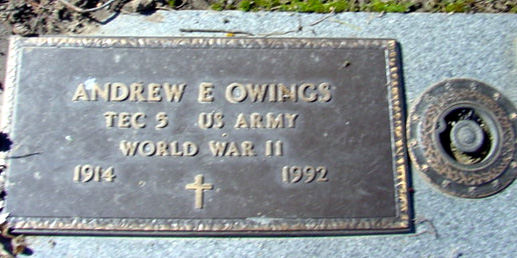 ANDREW E OWINGS
TEC 5 US ARMY
WORLD WAR II
1914 1992